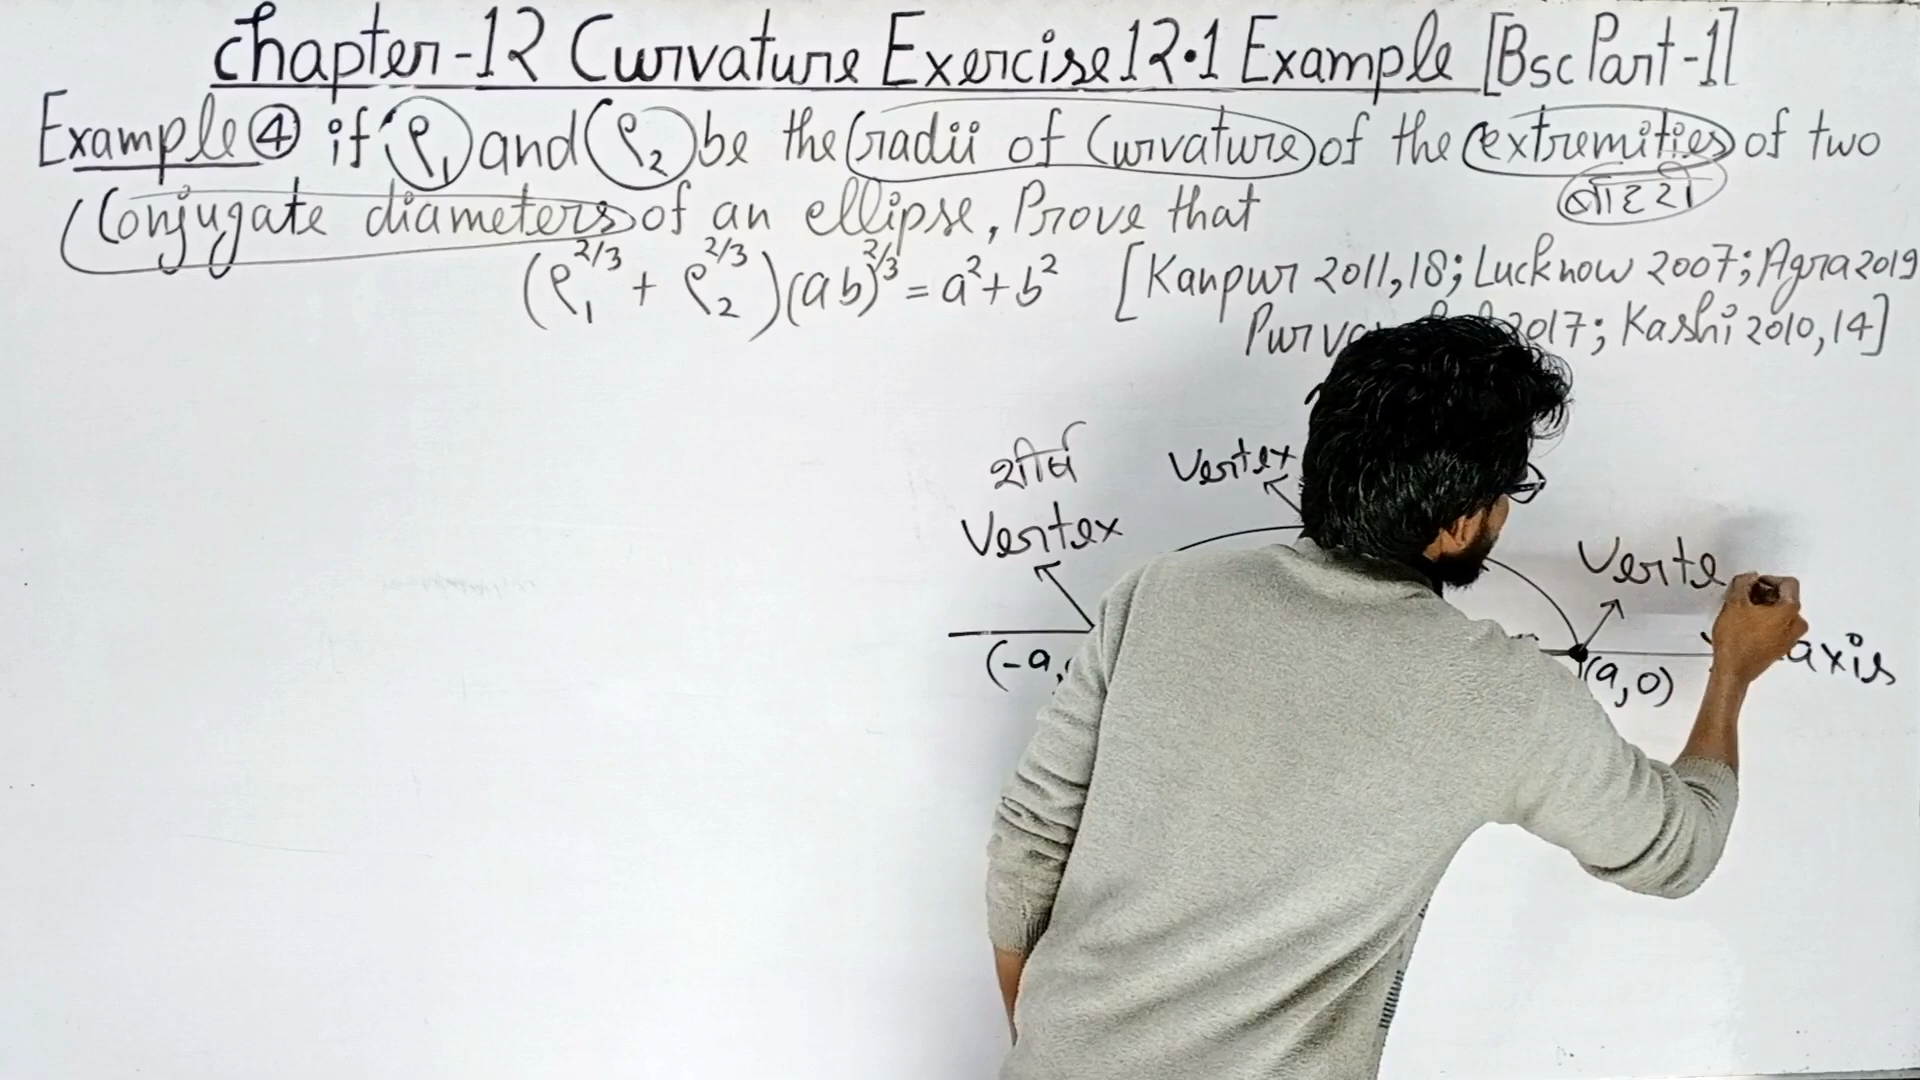 Chapter-12 Curvature Exercise 12.1 Example [Bsc Part-1]
Example ④ if ρ₁ and ρ₂ be the radii of Curvature of the extremities of two
Conjugate diameters of an ellipse, Prove that
(ρ₁^2/3 + ρ₂^2/3)(ab)^2/3 = a²+b² [Kanpur 2011,18; Lucknow 2007; Agra 2019
2017; Kashi 2010,14]
शीर्ष
Vertex
Vertex
Verte
(-a,
(a,0)
axis